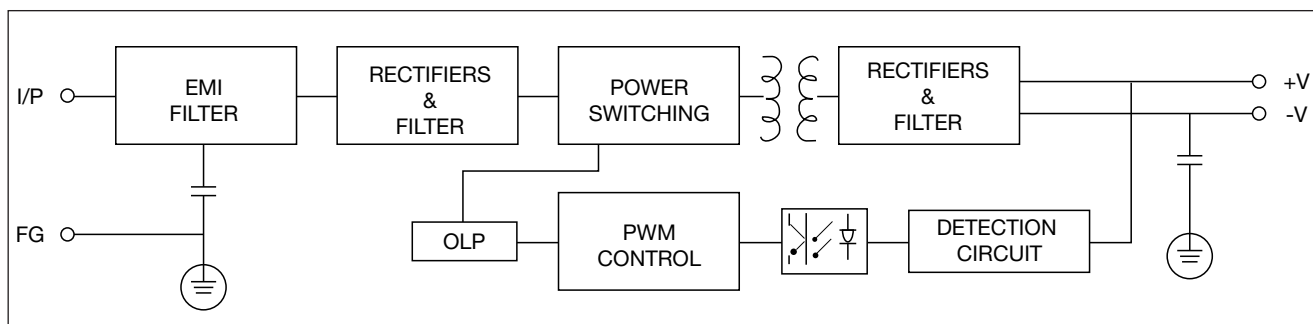 I/P
EMI
FILTER
RECTIFIERS
&
FILTER
POWER
SWITCHING
RECTIFIERS
&
FILTER
+V
-V
FG
OLP
PWM
CONTROL
DETECTION
CIRCUIT